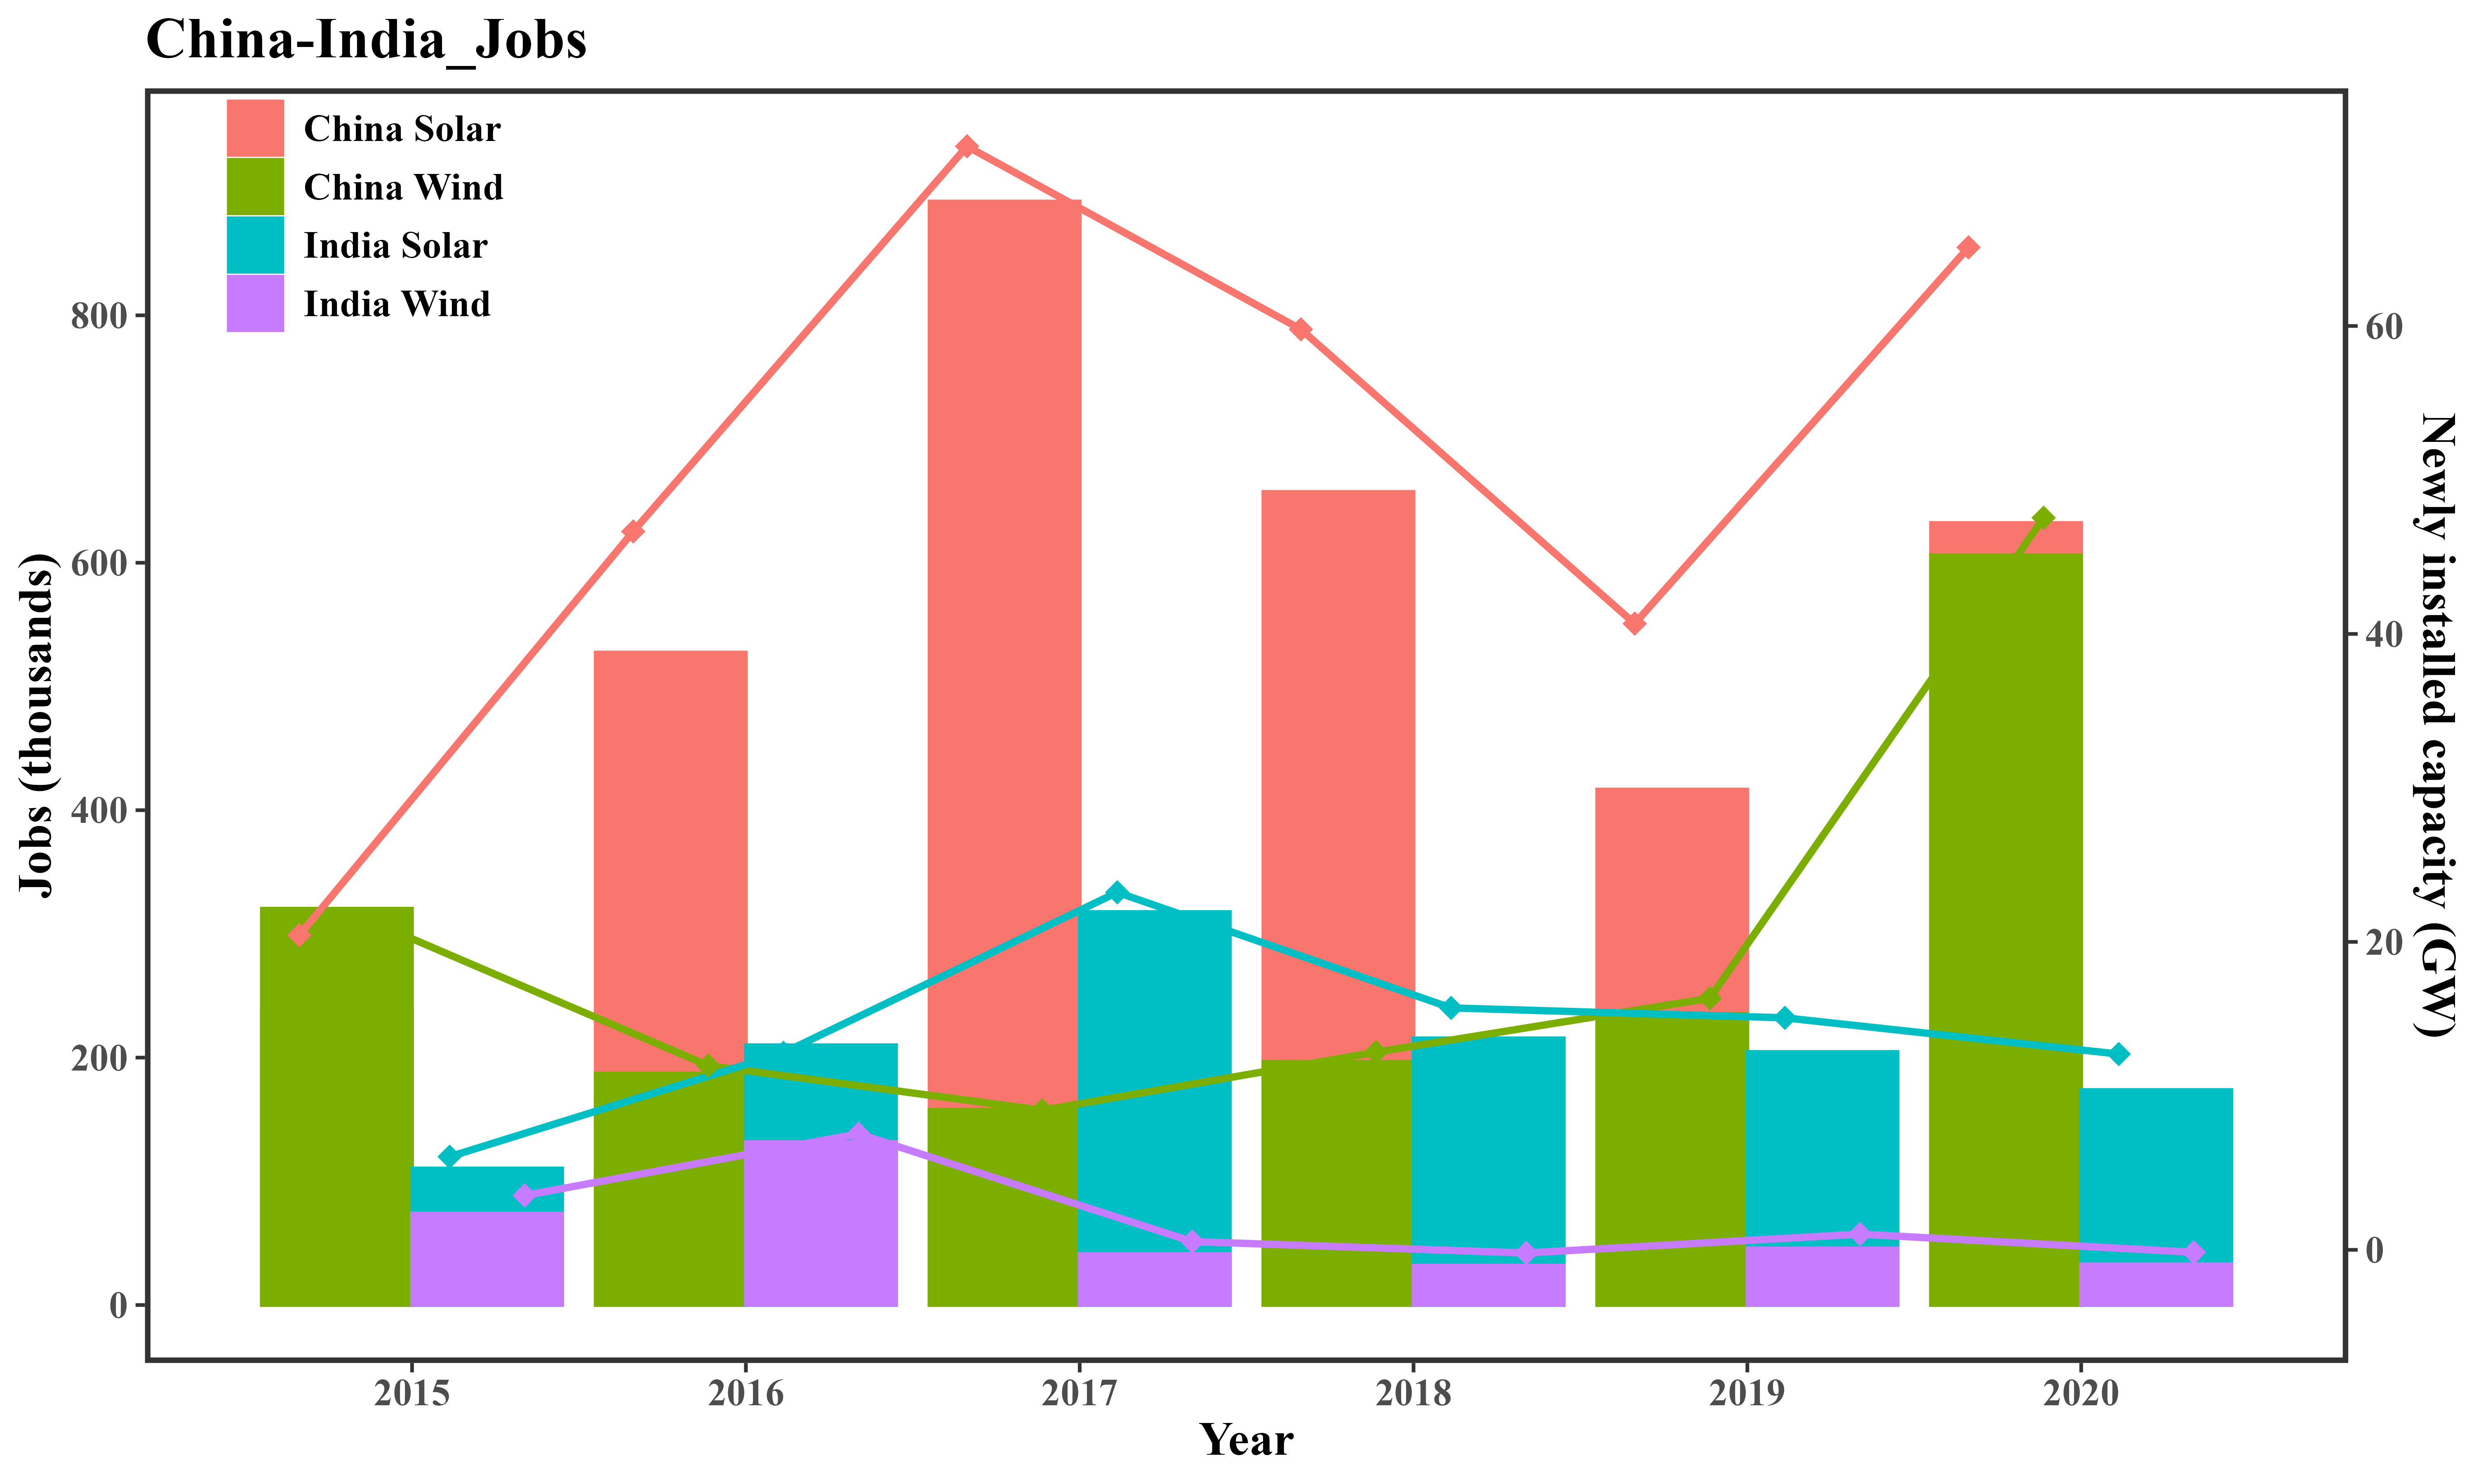 China-India_Jobs
China Solar
China Wind
India Solar
India Wind
Jobs (thousands)
800
600
400
200
0
60
40
20
0
Newly installed capacity (GW)
2015 2016 2017 2018 2019 2020
Year